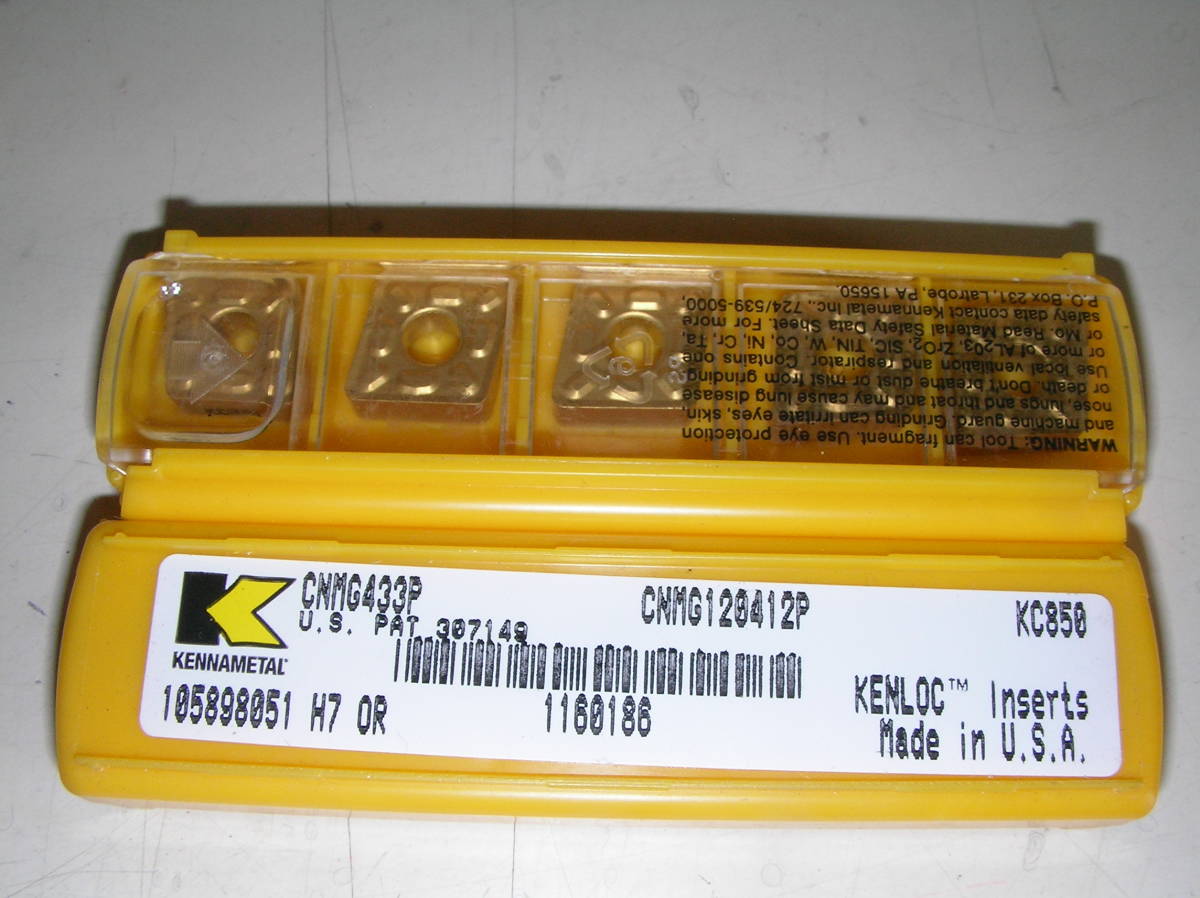 WARNING: Tool can fragment. Use eye protection
and machine guard. Grinding can irritate eyes, skin,
nose, lungs and throat and may cause lung disease
or death. Don't breathe dust or mist from grinding.
Use local ventilation and respirator. Contains one
or more of AL203, ZrO2, SiC, TiN, W, Co, Ni, Cr, Ta,
or Mo. Read Material Safety Data Sheet. For more
safety data contact Kennametal Inc., 724/539-5000,
P.O. Box 231, Latrobe, PA 15650.
CNMG433P CNMG120412P KC850
U.S. PAT 307149
KENNAMETAL
105898051 H7 OR 1160186 KENLOC™ Inserts
Made in U.S.A.